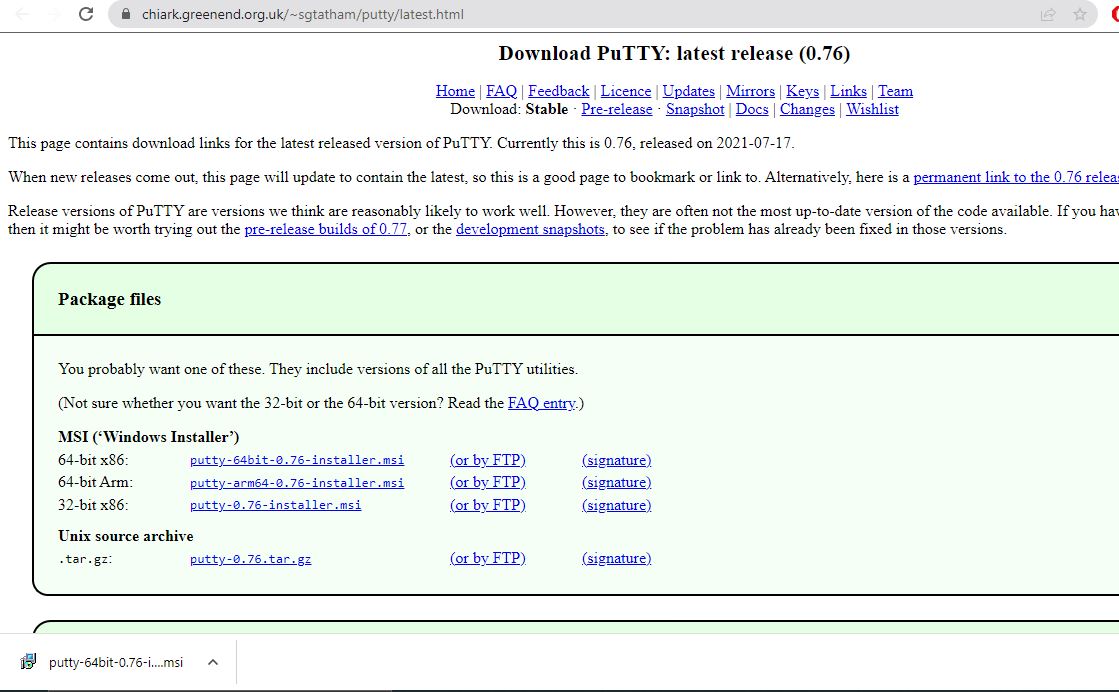 chiark.greenend.org.uk/~sgtatham/putty/latest.html
Download PuTTY: latest release (0.76)
Home | FAQ | Feedback | Licence | Updates | Mirrors | Keys | Links | Team
Download: Stable · Pre-release · Snapshot | Docs | Changes | Wishlist
This page contains download links for the latest released version of PuTTY. Currently this is 0.76, released on 2021-07-17.
When new releases come out, this page will update to contain the latest, so this is a good page to bookmark or link to. Alternatively, here is a permanent link to the 0.76 relea
Release versions of PuTTY are versions we think are reasonably likely to work well. However, they are often not the most up-to-date version of the code available. If you hav
then it might be worth trying out the pre-release builds of 0.77, or the development snapshots, to see if the problem has already been fixed in those versions.
Package files
You probably want one of these. They include versions of all the PuTTY utilities.
(Not sure whether you want the 32-bit or the 64-bit version? Read the FAQ entry.)
MSI (‘Windows Installer’)
64-bit x86: putty-64bit-0.76-installer.msi (or by FTP) (signature)
64-bit Arm: putty-arm64-0.76-installer.msi (or by FTP) (signature)
32-bit x86: putty-0.76-installer.msi (or by FTP) (signature)
Unix source archive
.tar.gz: putty-0.76.tar.gz (or by FTP) (signature)
putty-64bit-0.76-i....msi